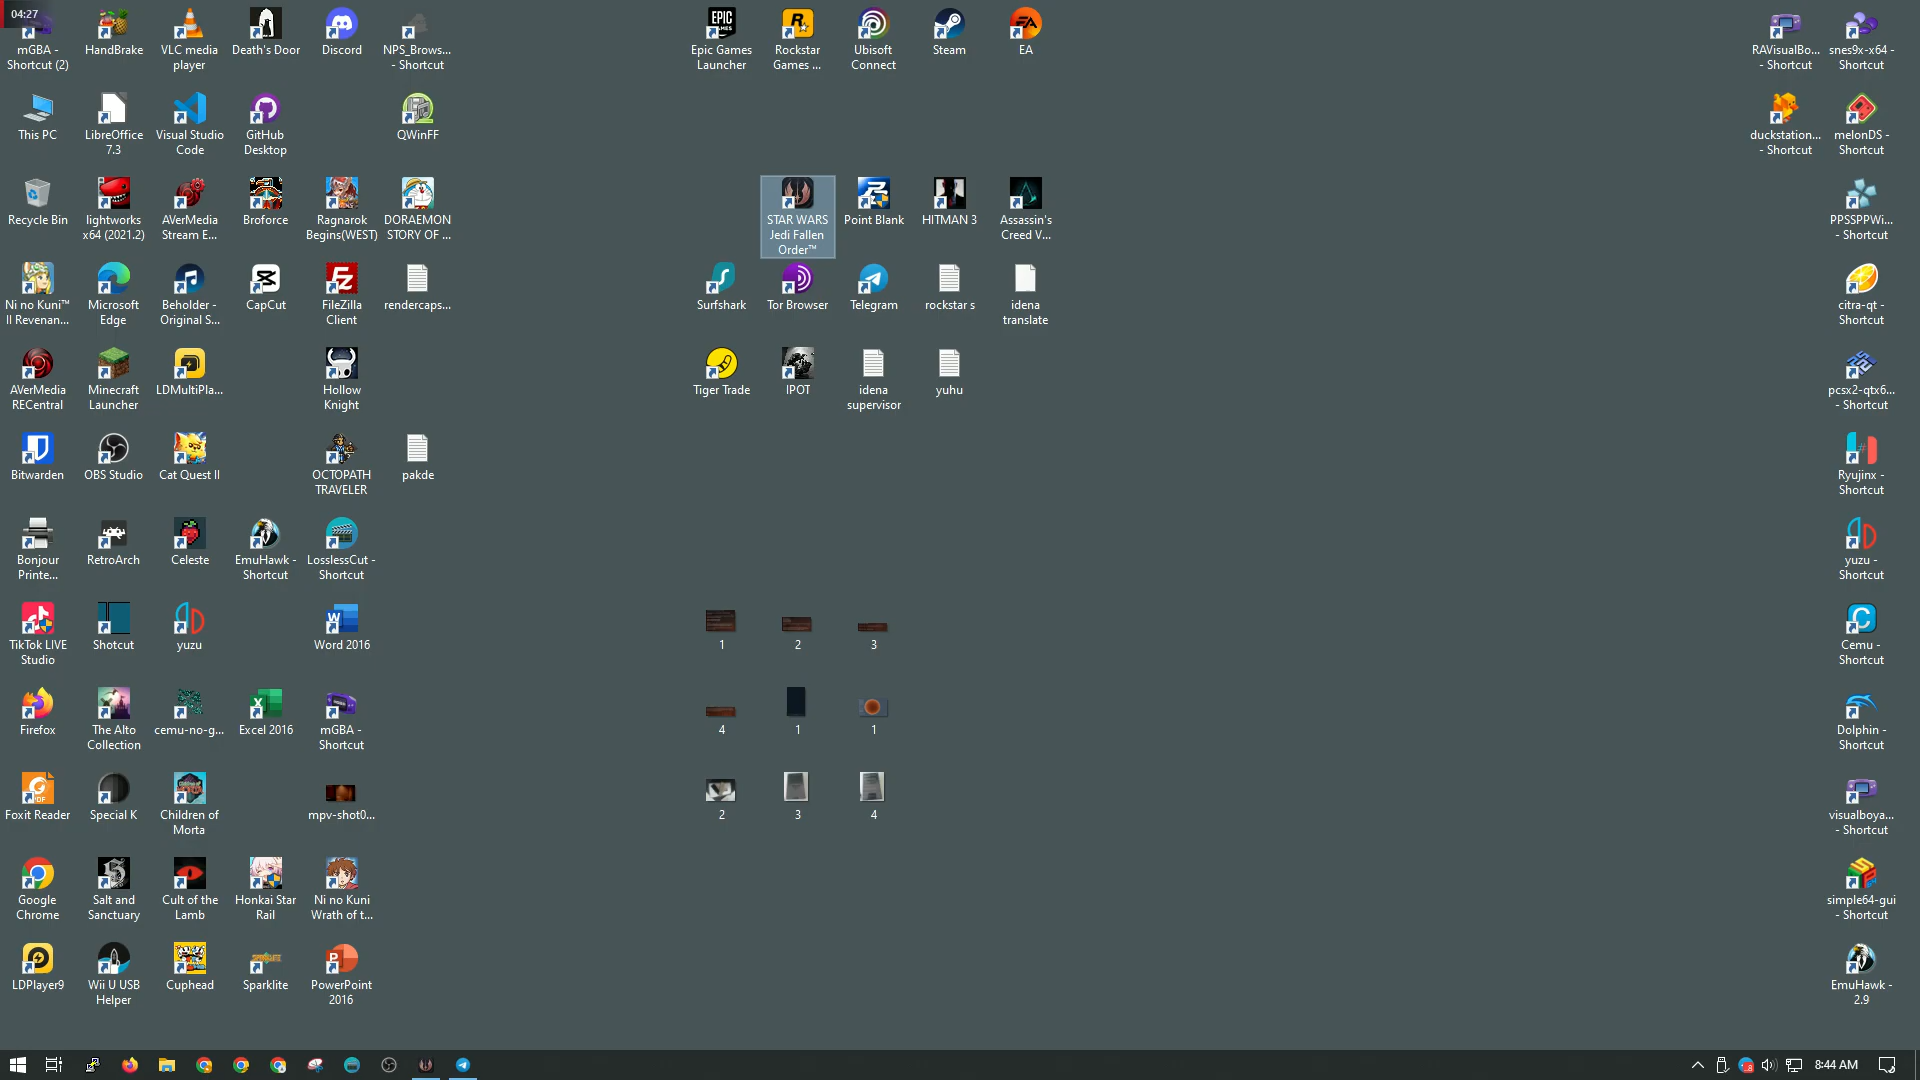 04:27
mGBA -
Shortcut (2)
HandBrake
VLC media
player
Death's Door
Discord
NPS_Brows...
- Shortcut
EPIC
GAMES
Epic Games
Launcher
Rockstar
Games ...
Ubisoft
Connect
Steam
EA
RAVisualBo...
- Shortcut
snes9x-x64 -
Shortcut
This PC
LibreOffice
7.3
Visual Studio
Code
GitHub
Desktop
QWinFF
duckstation...
- Shortcut
melonDS -
Shortcut
Recycle Bin
lightworks
x64 (2021.2)
AVerMedia
Stream E...
Broforce
Ragnarok
Begins(WEST)
DORAEMON
STORY OF ...
STAR WARS
Jedi Fallen
Order™
Point Blank
HITMAN 3
Assassin's
Creed V...
PPSSPPWi...
- Shortcut
Ni no Kuni™
II Revenan...
Microsoft
Edge
Beholder -
Original S...
CapCut
FileZilla
Client
rendercaps...
Surfshark
Tor Browser
Telegram
rockstar s
idena
translate
citra-qt -
Shortcut
AVerMedia
RECentral
Minecraft
Launcher
LDMultiPla...
Hollow
Knight
Tiger Trade
IPOT
idena
supervisor
yuhu
pcsx2-qtx6...
- Shortcut
Bitwarden
OBS Studio
Cat Quest II
OCTOPATH
TRAVELER
pakde
Ryujinx -
Shortcut
Bonjour
Printe...
RetroArch
Celeste
EmuHawk -
Shortcut
LosslessCut -
Shortcut
yuzu -
Shortcut
TikTok LIVE
Studio
Shotcut
yuzu
Word 2016
1
2
3
Cemu -
Shortcut
Firefox
The Alto
Collection
cemu-no-g...
Excel 2016
mGBA -
Shortcut
4
1
1
Dolphin -
Shortcut
Foxit Reader
Special K
Children of
Morta
mpv-shot0...
2
3
4
visualboya...
- Shortcut
Google
Chrome
Salt and
Sanctuary
Cult of the
Lamb
Honkai Star
Rail
Ni no Kuni
Wrath of t...
simple64-gui
- Shortcut
LDPlayer9
Wii U USB
Helper
Cuphead
Sparklite
PowerPoint
2016
EmuHawk -
2.9
8:44 AM